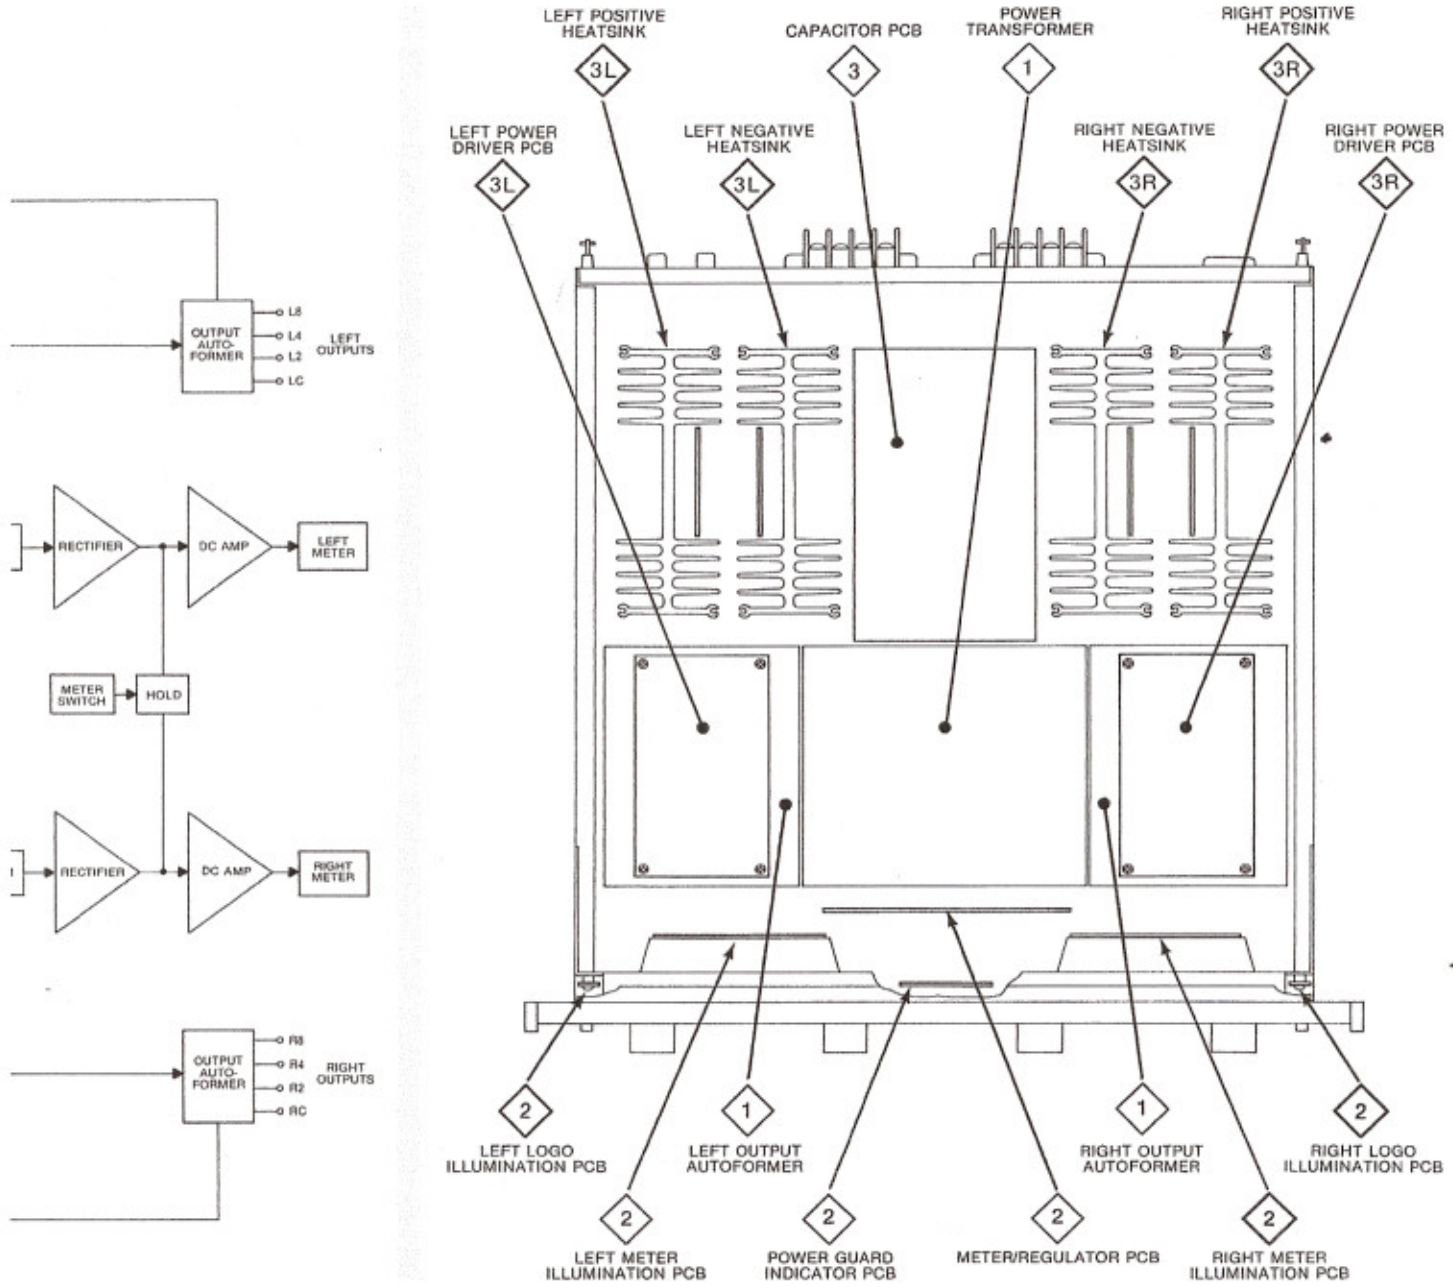 OUTPUT
AUTO-
FORMER
L8
L4
L2
LC
LEFT
OUTPUTS
RECTIFIER
DC AMP
LEFT
METER
METER
SWITCH
HOLD
RECTIFIER
DC AMP
RIGHT
METER
OUTPUT
AUTO-
FORMER
R8
R4
R2
RC
RIGHT
OUTPUTS
LEFT POSITIVE
HEATSINK
3L
CAPACITOR PCB
3
POWER
TRANSFORMER
1
RIGHT POSITIVE
HEATSINK
3R
LEFT POWER
DRIVER PCB
3L
LEFT NEGATIVE
HEATSINK
3L
RIGHT NEGATIVE
HEATSINK
3R
RIGHT POWER
DRIVER PCB
3R
2
LEFT LOGO
ILLUMINATION PCB
1
LEFT OUTPUT
AUTOFORMER
1
RIGHT OUTPUT
AUTOFORMER
2
RIGHT LOGO
ILLUMINATION PCB
2
LEFT METER
ILLUMINATION PCB
2
POWER GUARD
INDICATOR PCB
2
METER/REGULATOR PCB
2
RIGHT METER
ILLUMINATION PCB